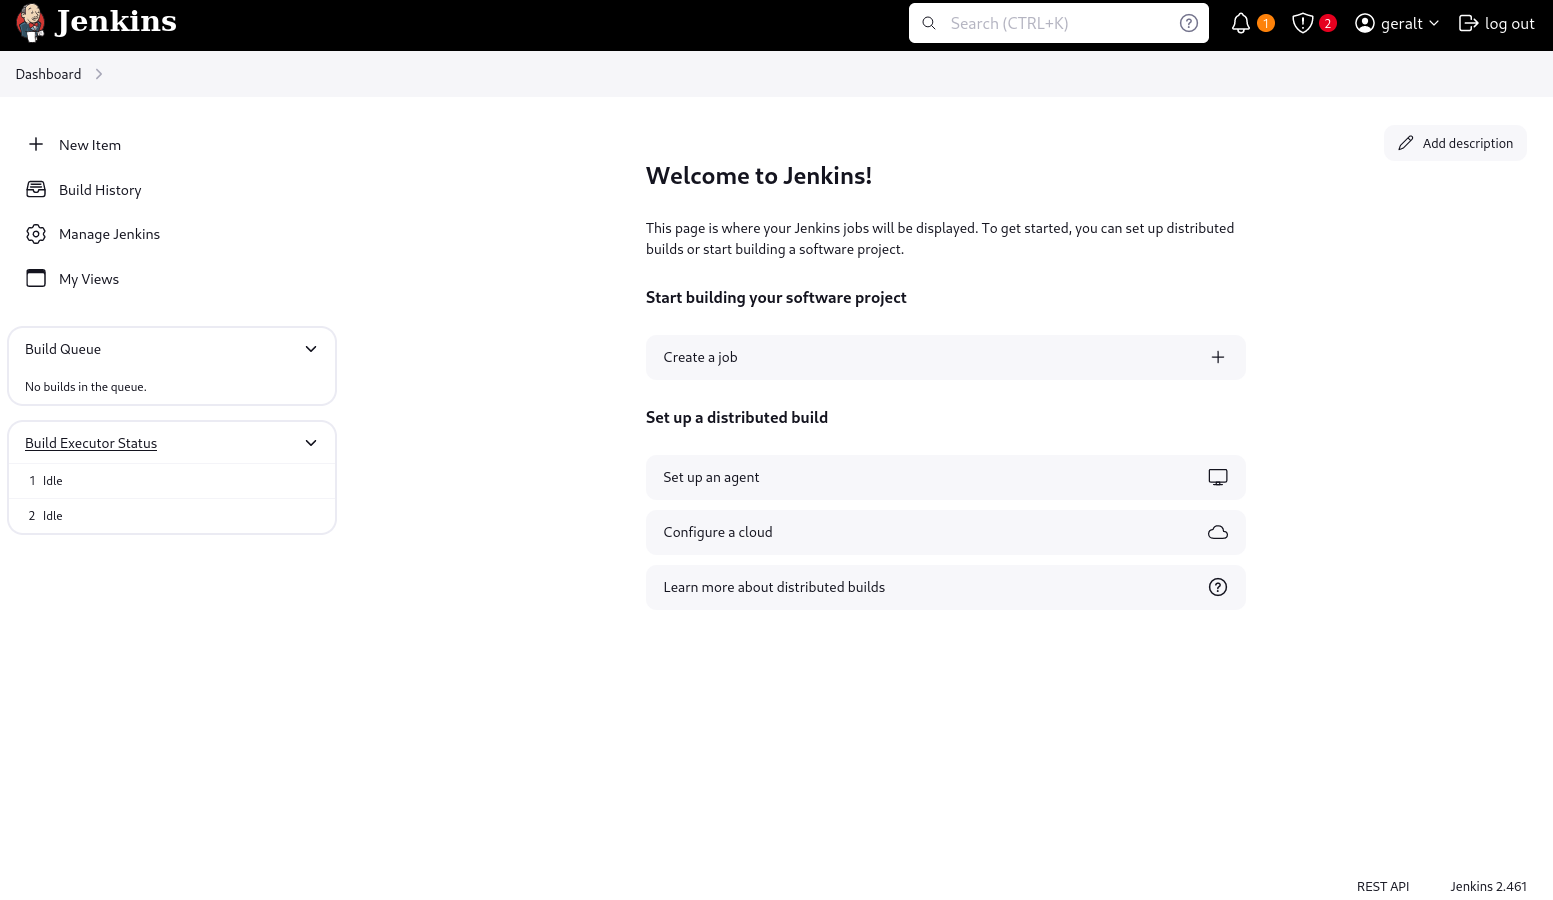 Jenkins
Search (CTRL+K)
1
2
geralt
log out
Dashboard
New Item
Build History
Manage Jenkins
My Views
Build Queue
No builds in the queue.
Build Executor Status
1 Idle
2 Idle
Add description
Welcome to Jenkins!
This page is where your Jenkins jobs will be displayed. To get started, you can set up distributed
builds or start building a software project.
Start building your software project
Create a job
Set up a distributed build
Set up an agent
Configure a cloud
Learn more about distributed builds
REST API
Jenkins 2.461